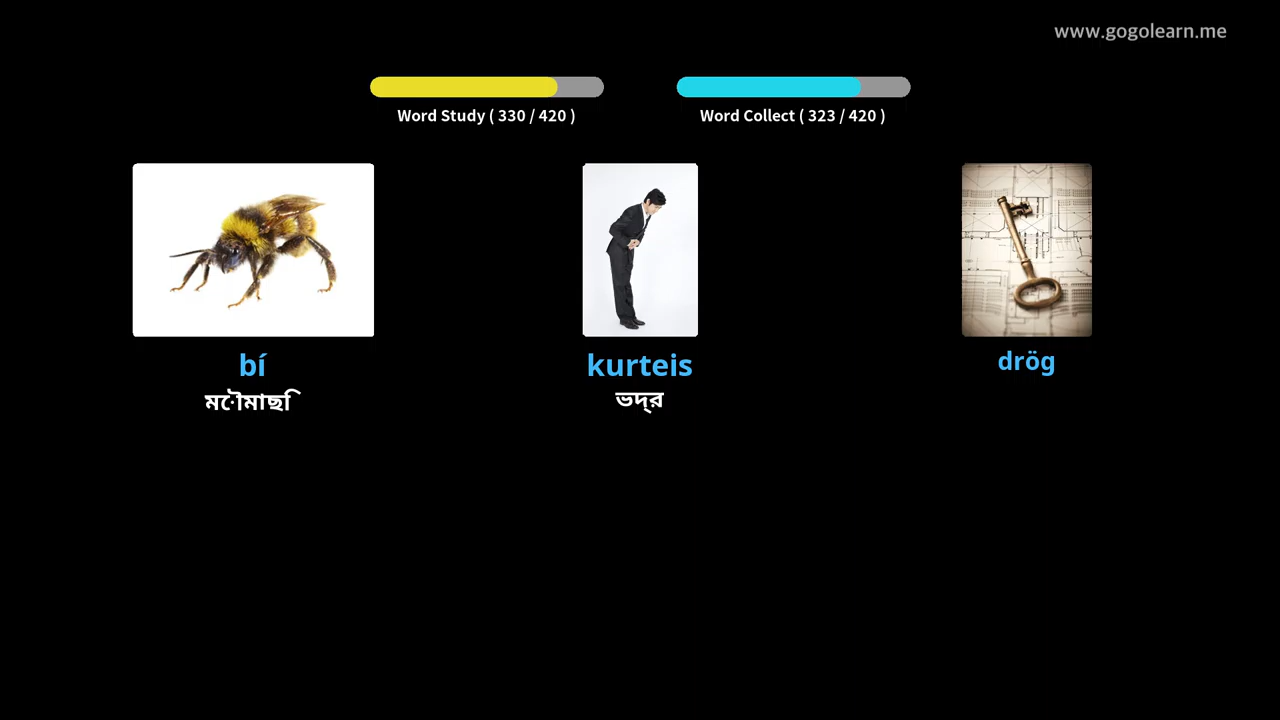 www.gogolearn.me
Word Study ( 330 / 420 )
Word Collect ( 323 / 420 )
bí
kurteis
drög
মৌমাছি
ভদ্র